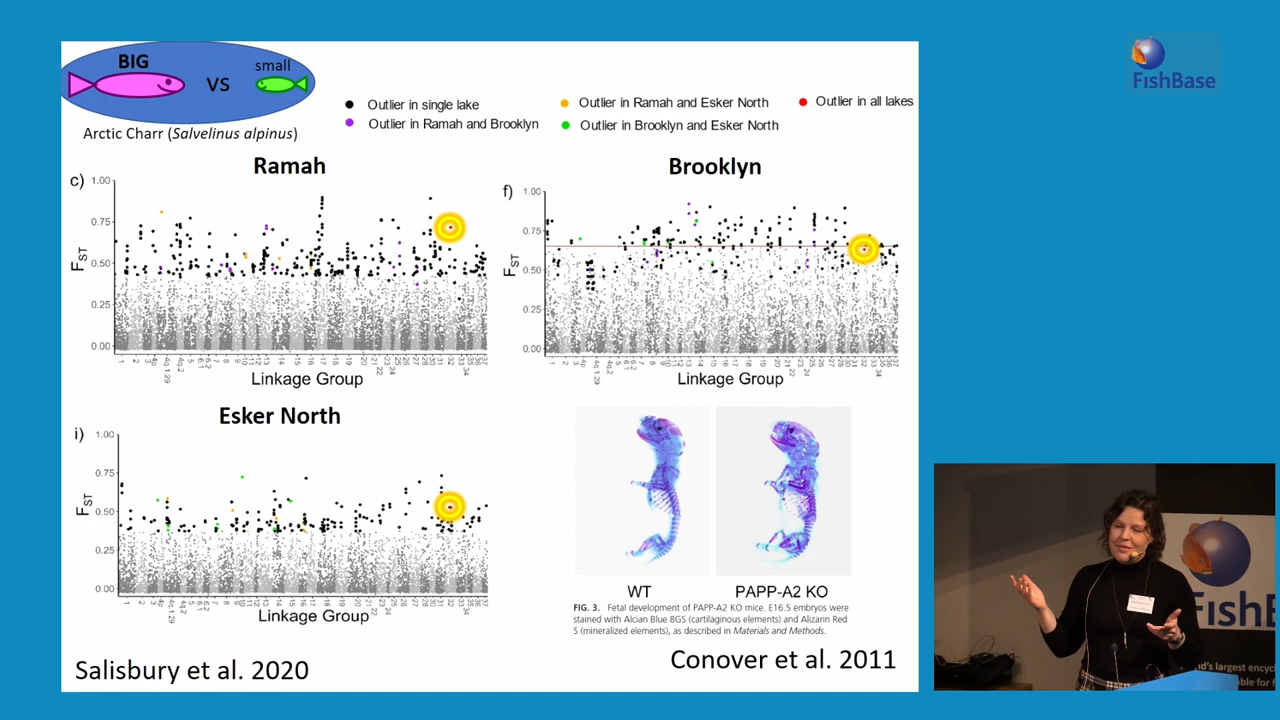 BIG
vs
small
Arctic Charr (Salvelinus alpinus)
Outlier in single lake
Outlier in Ramah and Brooklyn
Outlier in Ramah and Esker North
Outlier in Brooklyn and Esker North
Outlier in all lakes
FishBase
Ramah
c)
1.00
0.75
0.50
0.25
0.00
FST
Linkage Group
Brooklyn
f)
1.00
0.75
0.50
0.25
0.00
FST
Linkage Group
Esker North
i)
1.00
0.75
0.50
0.25
0.00
FST
Linkage Group
WT
PAPP-A2 KO
FIG. 3. Fetal development of PAPP-A2 KO mice. E16.5 embryos were
stained with Alcian Blue 8GS (cartilaginous elements) and Alizarin Red
S (mineralized elements), as described in Materials and Methods.
Salisbury et al. 2020
Conover et al. 2011